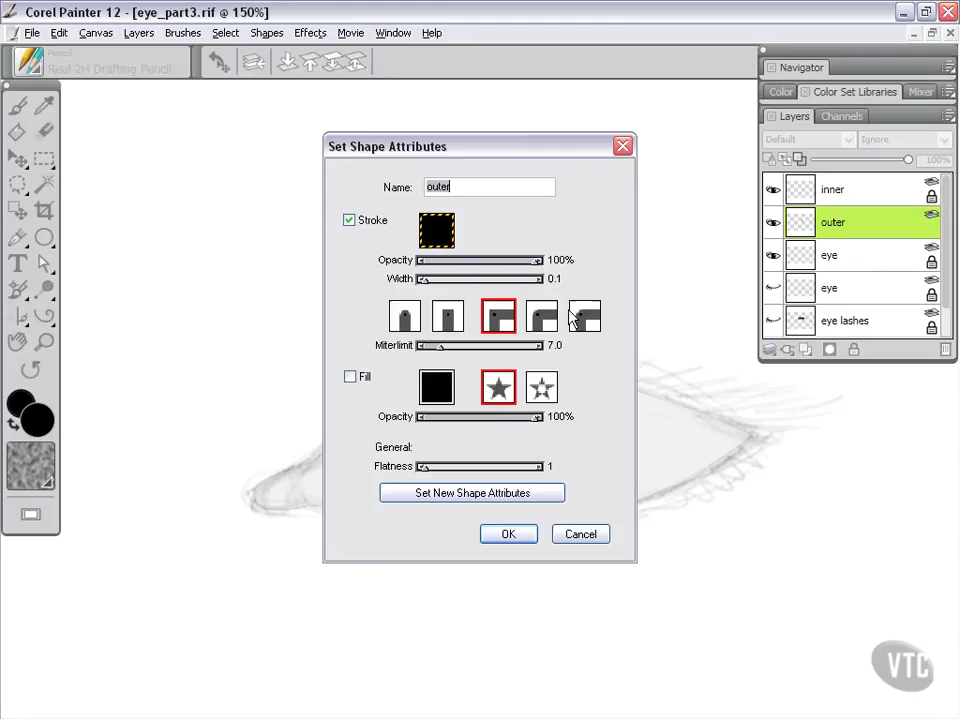 Corel Painter 12 - [eye_part3.rif @ 150%]
File Edit Canvas Layers Brushes Select Shapes Effects Movie Window Help
Pencil
Real 2H Drafting Pencil
Navigator
Color Color Set Libraries Mixer
Layers Channels
Default Ignore
100%
inner
outer
eye
eye
eye lashes
Set Shape Attributes
Name: outer
Stroke
Opacity 100%
Width 0.1
Miterlimit 7.0
Fill
Opacity 100%
General:
Flatness 1
Set New Shape Attributes
OK Cancel
VTC